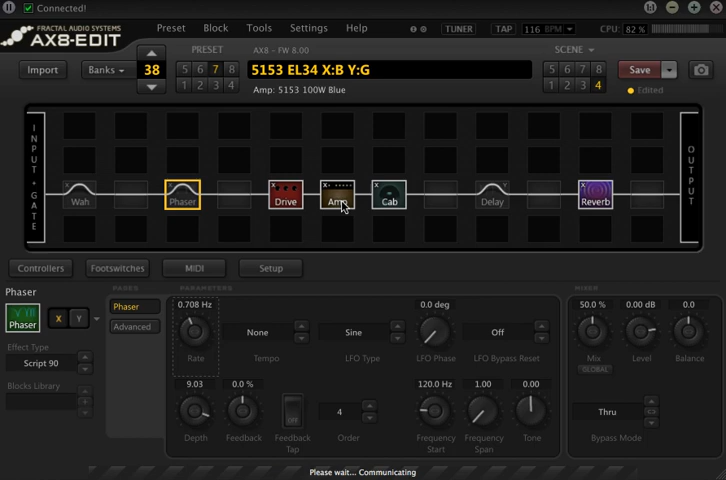 Connected!
FRACTAL AUDIO SYSTEMS
AX8-EDIT
Preset Block Tools Settings Help
TUNER TAP 116 BPM CPU: 82 %
PRESET AX8 - FW 8.00 SCENE
Import Banks 38 5 6 7 8 5153 EL34 X:B Y:G 5 6 7 8 Save
1 2 3 4 Amp: 5153 100W Blue 1 2 3 4 Edited
INPUT • GATE
X Wah X Phaser X Drive X Amp X Cab Y Delay X Reverb
OUTPUT
Controllers Footswitches MIDI Setup
Phaser PAGES PARAMETERS MIXER
Phaser X Y
Effect Type
Script 90
Blocks Library
Phaser
Advanced
0.708 Hz 0.0 deg 50.0 % 0.00 dB 0.0
None Sine Off
Rate Tempo LFO Type LFO Phase LFO Bypass Reset Mix Level Balance
GLOBAL
9.03 0.0 % 120.0 Hz 1.00 0.00
OFF 4 Thru
Depth Feedback Feedback Tap Order Frequency Start Frequency Span Tone Bypass Mode
Please wait... Communicating